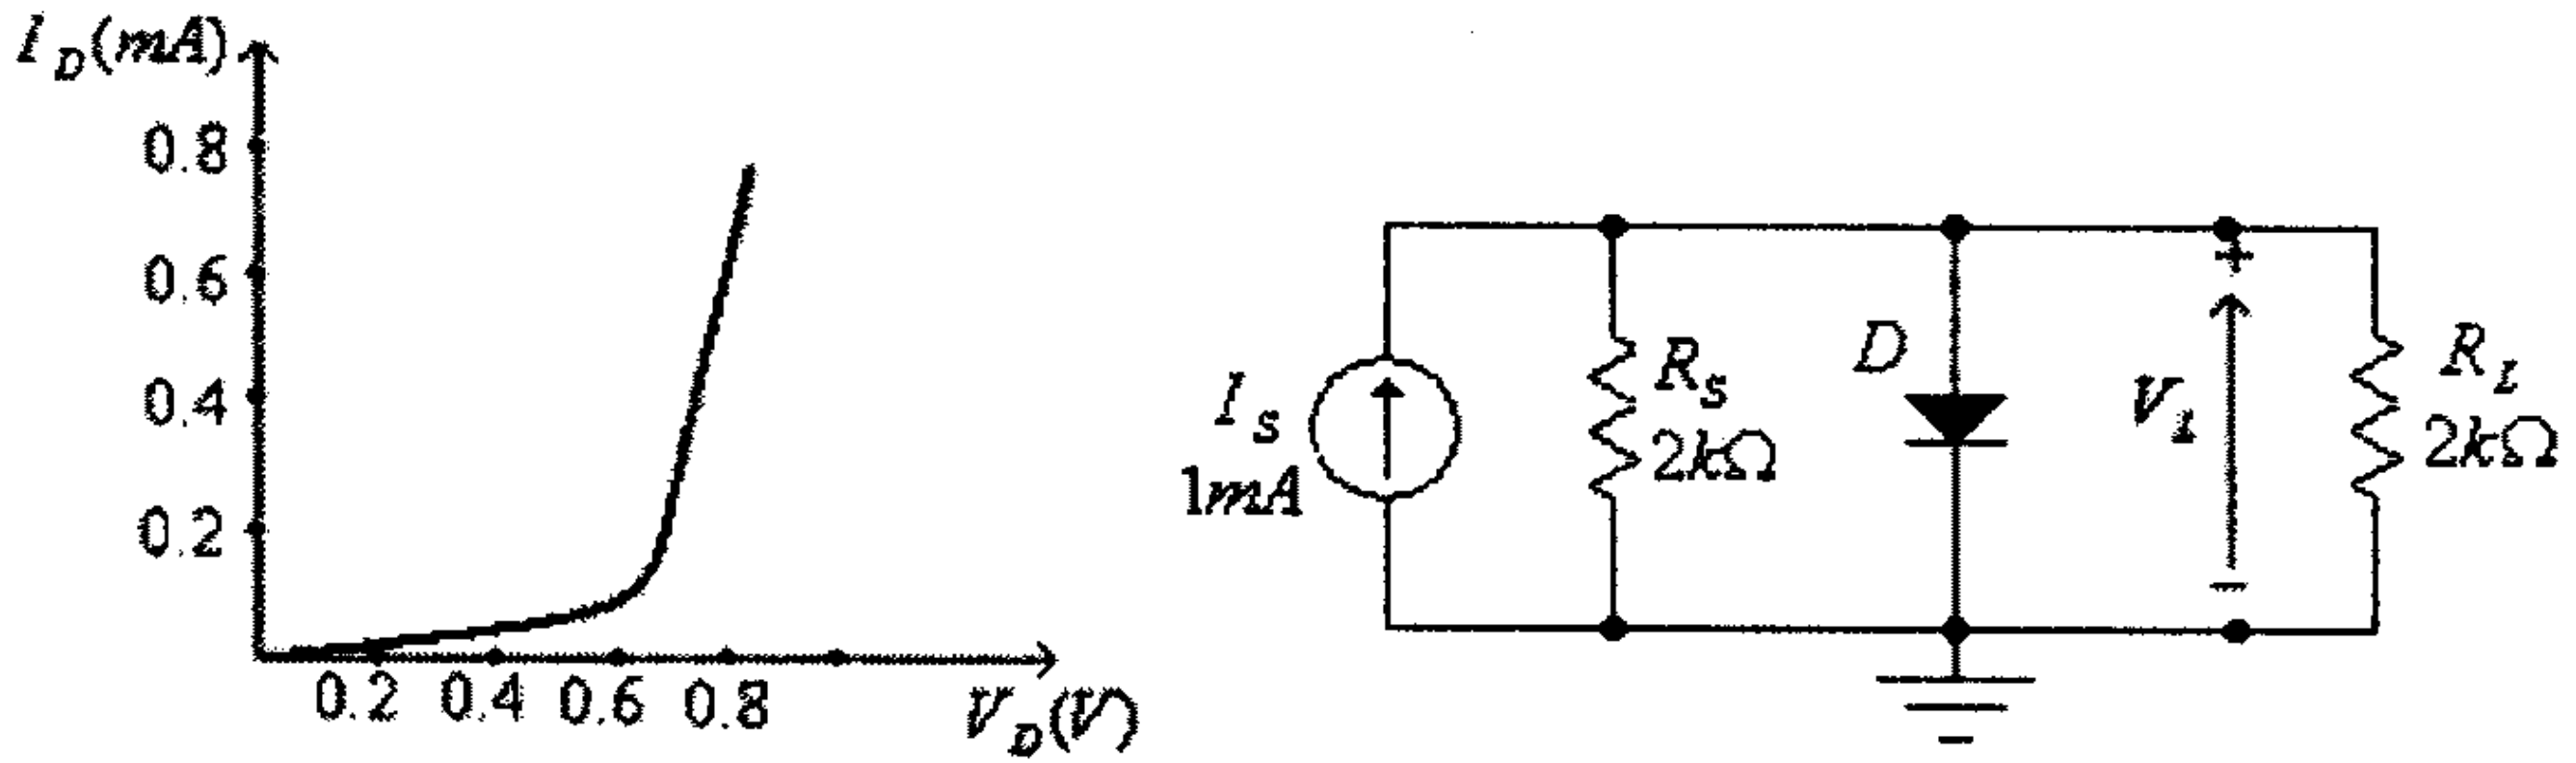 I_D(mA)
0.8
0.6
0.4
0.2
0.2 0.4 0.6 0.8
V_D(V)
I_S
1mA
R_S
2kΩ
D
+
V_L
−
R_L
2kΩ